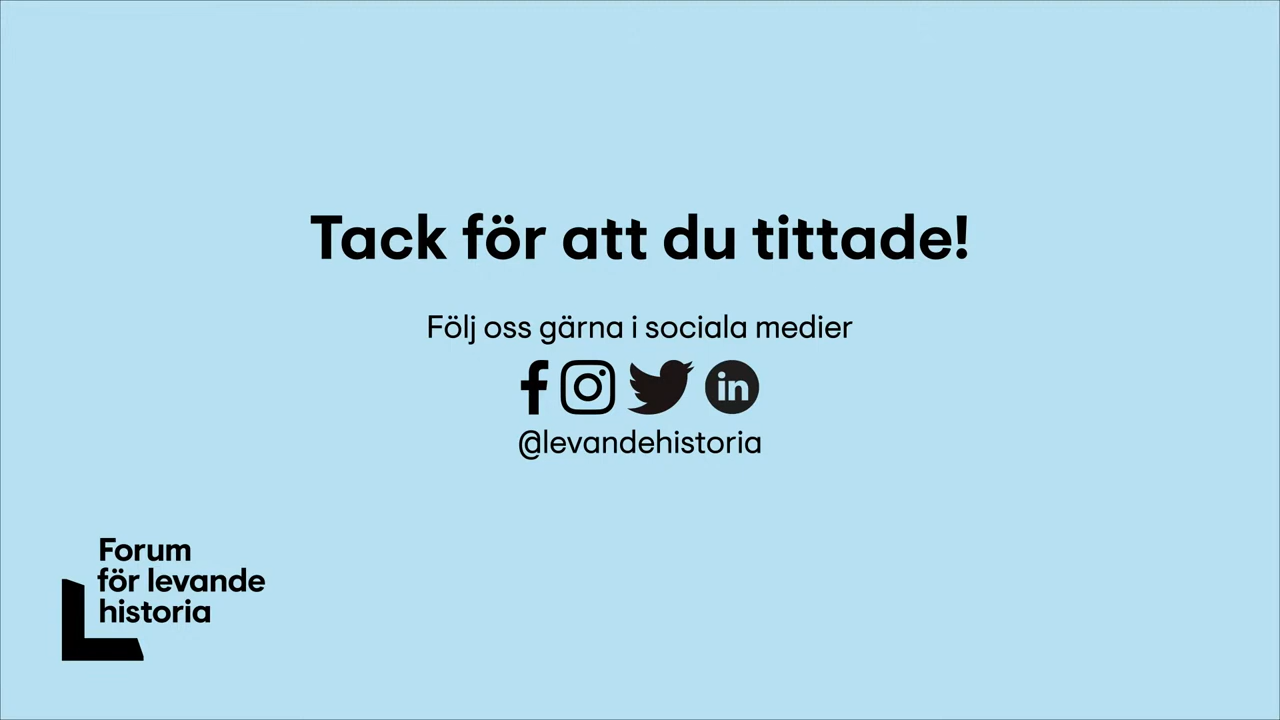 Tack för att du tittade!
Följ oss gärna i sociala medier
@levandehistoria
Forum
för levande
historia